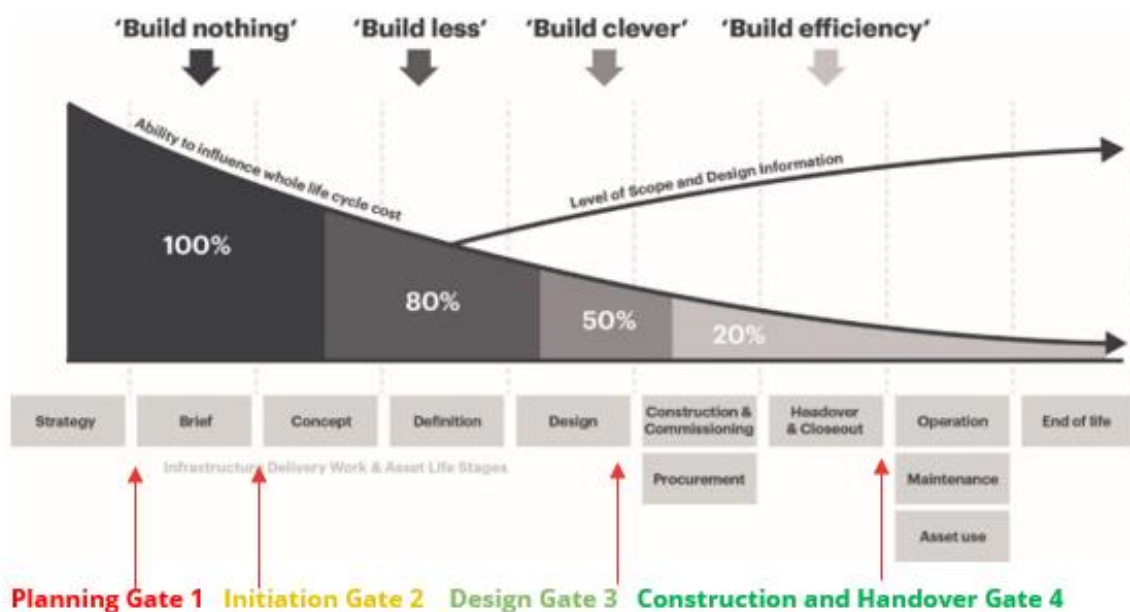 'Build nothing' 'Build less' 'Build clever' 'Build efficiency'
Ability to influence whole life cycle cost
Level of Scope and Design Information
100%
80%
50%
20%
Strategy
Brief
Concept
Definition
Design
Construction &
Commissioning
Headover
& Closeout
Operation
End of life
Infrastructure Delivery Work & Asset Life Stages
Procurement
Maintenance
Asset use
Planning Gate 1 Initiation Gate 2 Design Gate 3 Construction and Handover Gate 4